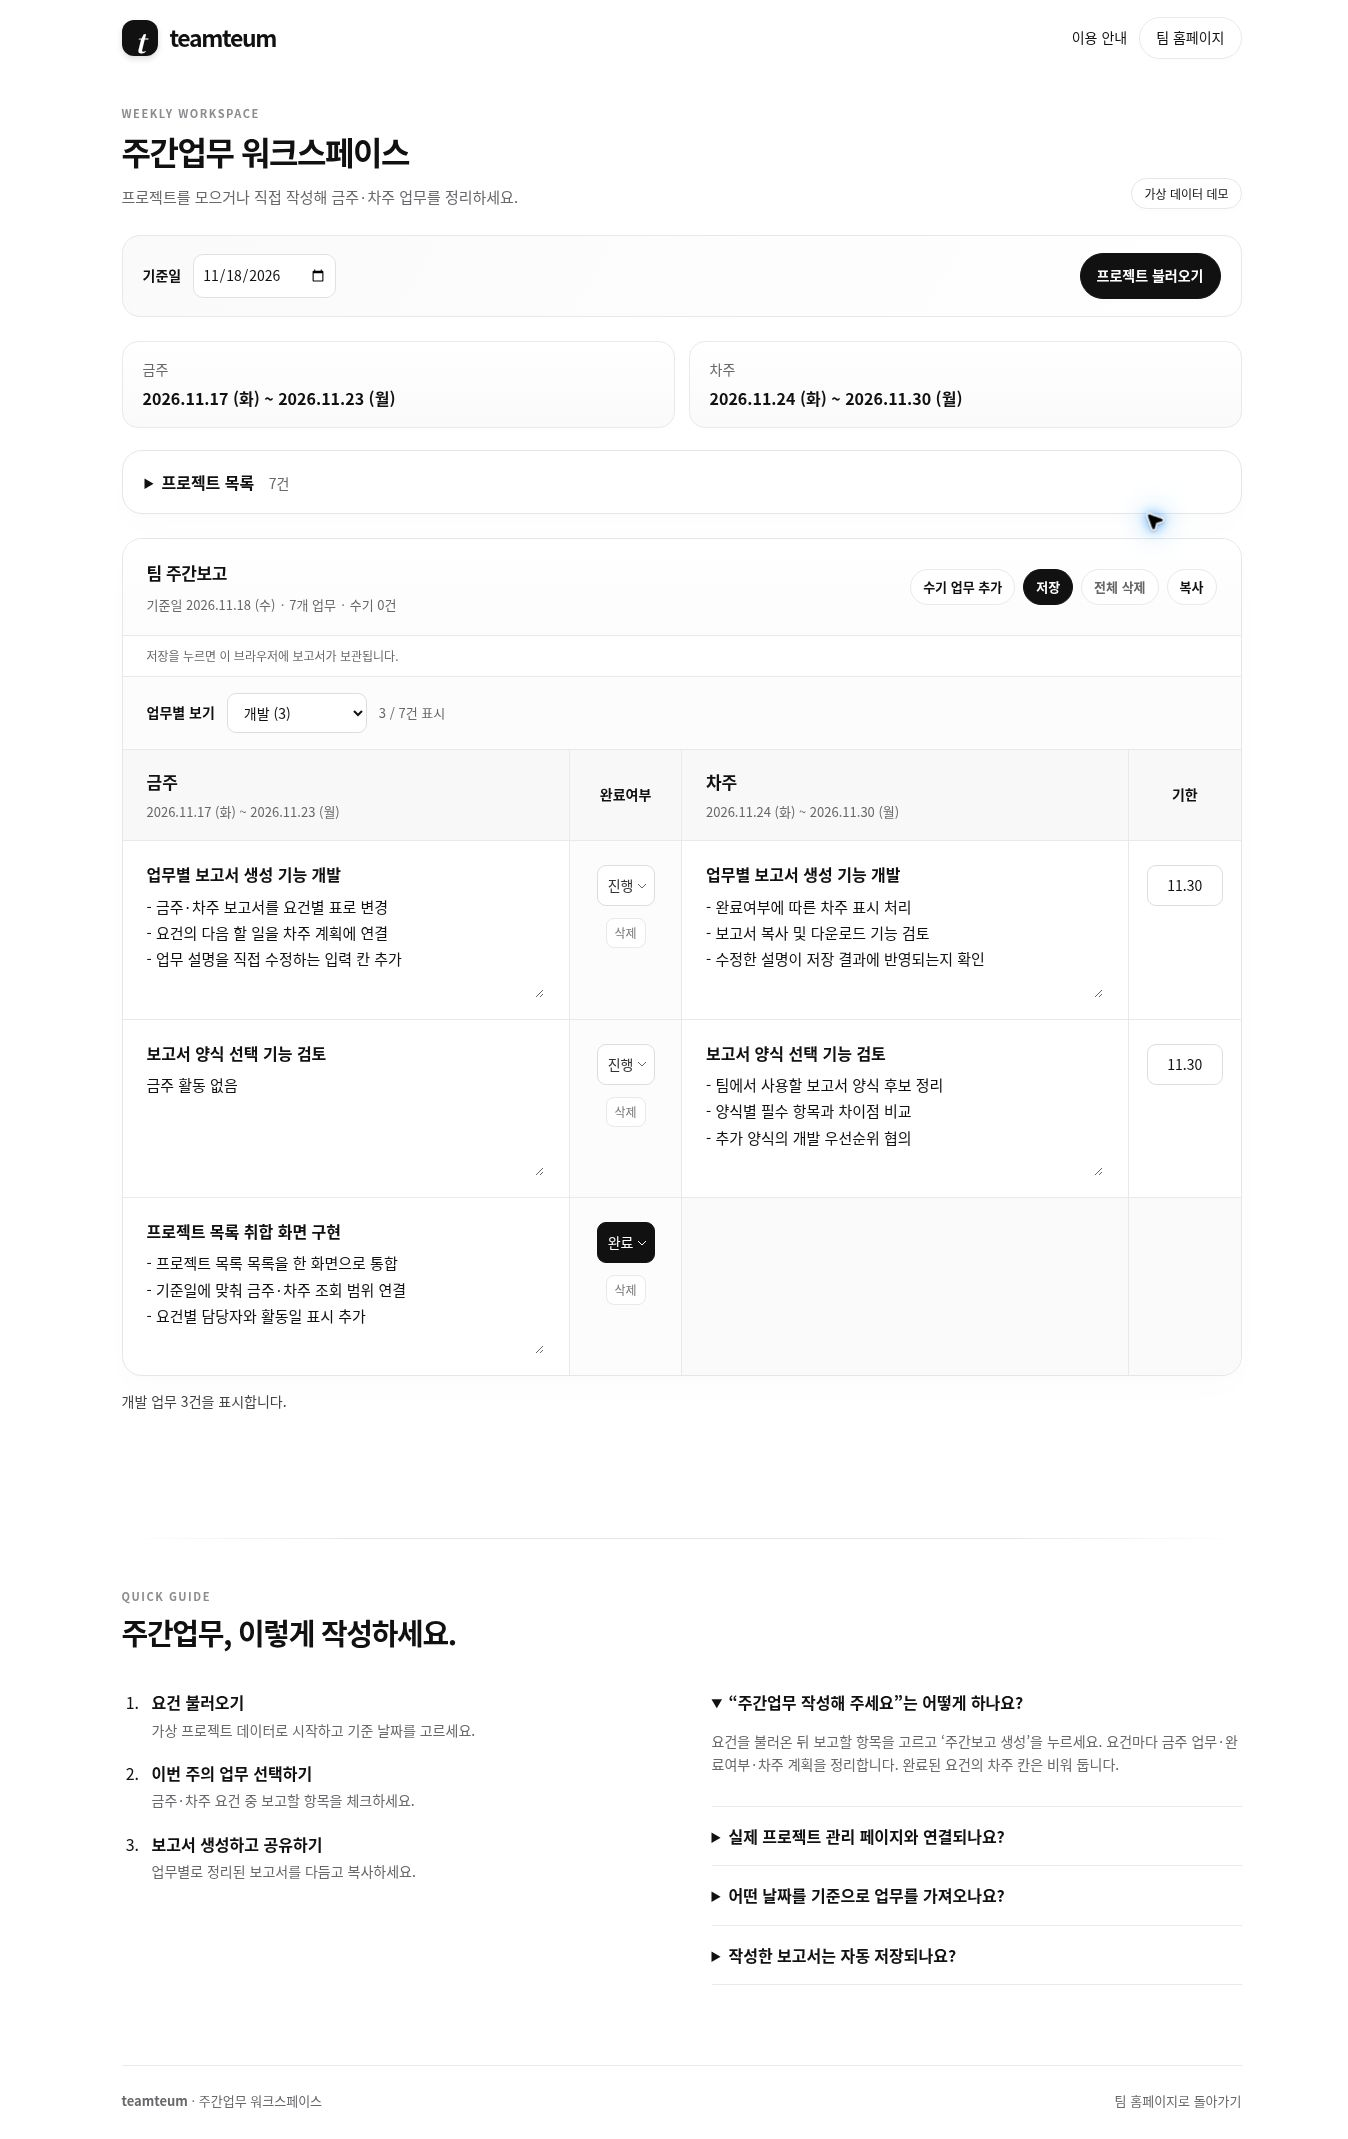 t teamteum
이용 안내
팀 홈페이지
WEEKLY WORKSPACE
주간업무 워크스페이스
프로젝트를 모으거나 직접 작성해 금주·차주 업무를 정리하세요.
가상 데이터 데모
기준일 11/18/2026
프로젝트 불러오기
금주
2026.11.17 (화) ~ 2026.11.23 (월)
차주
2026.11.24 (화) ~ 2026.11.30 (월)
▶ 프로젝트 목록 7건
팀 주간보고
기준일 2026.11.18 (수) · 7개 업무 · 수기 0건
수기 업무 추가
저장
전체 삭제
복사
저장을 누르면 이 브라우저에 보고서가 보관됩니다.
업무별 보기 개발 (3) 3 / 7건 표시
금주
2026.11.17 (화) ~ 2026.11.23 (월)
완료여부
차주
2026.11.24 (화) ~ 2026.11.30 (월)
기한
업무별 보고서 생성 기능 개발
- 금주·차주 보고서를 요건별 표로 변경
- 요건의 다음 할 일을 차주 계획에 연결
- 업무 설명을 직접 수정하는 입력 칸 추가
진행
삭제
업무별 보고서 생성 기능 개발
- 완료여부에 따른 차주 표시 처리
- 보고서 복사 및 다운로드 기능 검토
- 수정한 설명이 저장 결과에 반영되는지 확인
11.30
보고서 양식 선택 기능 검토
금주 활동 없음
진행
삭제
보고서 양식 선택 기능 검토
- 팀에서 사용할 보고서 양식 후보 정리
- 양식별 필수 항목과 차이점 비교
- 추가 양식의 개발 우선순위 협의
11.30
프로젝트 목록 취합 화면 구현
- 프로젝트 목록 목록을 한 화면으로 통합
- 기준일에 맞춰 금주·차주 조회 범위 연결
- 요건별 담당자와 활동일 표시 추가
완료
삭제
개발 업무 3건을 표시합니다.
QUICK GUIDE
주간업무, 이렇게 작성하세요.
1. 요건 불러오기
가상 프로젝트 데이터로 시작하고 기준 날짜를 고르세요.
2. 이번 주의 업무 선택하기
금주·차주 요건 중 보고할 항목을 체크하세요.
3. 보고서 생성하고 공유하기
업무별로 정리된 보고서를 다듬고 복사하세요.
▼ “주간업무 작성해 주세요”는 어떻게 하나요?
요건을 불러온 뒤 보고할 항목을 고르고 ‘주간보고 생성’을 누르세요. 요건마다 금주 업무·완
료여부·차주 계획을 정리합니다. 완료된 요건의 차주 칸은 비워 둡니다.
▶ 실제 프로젝트 관리 페이지와 연결되나요?
▶ 어떤 날짜를 기준으로 업무를 가져오나요?
▶ 작성한 보고서는 자동 저장되나요?
teamteum · 주간업무 워크스페이스
팀 홈페이지로 돌아가기